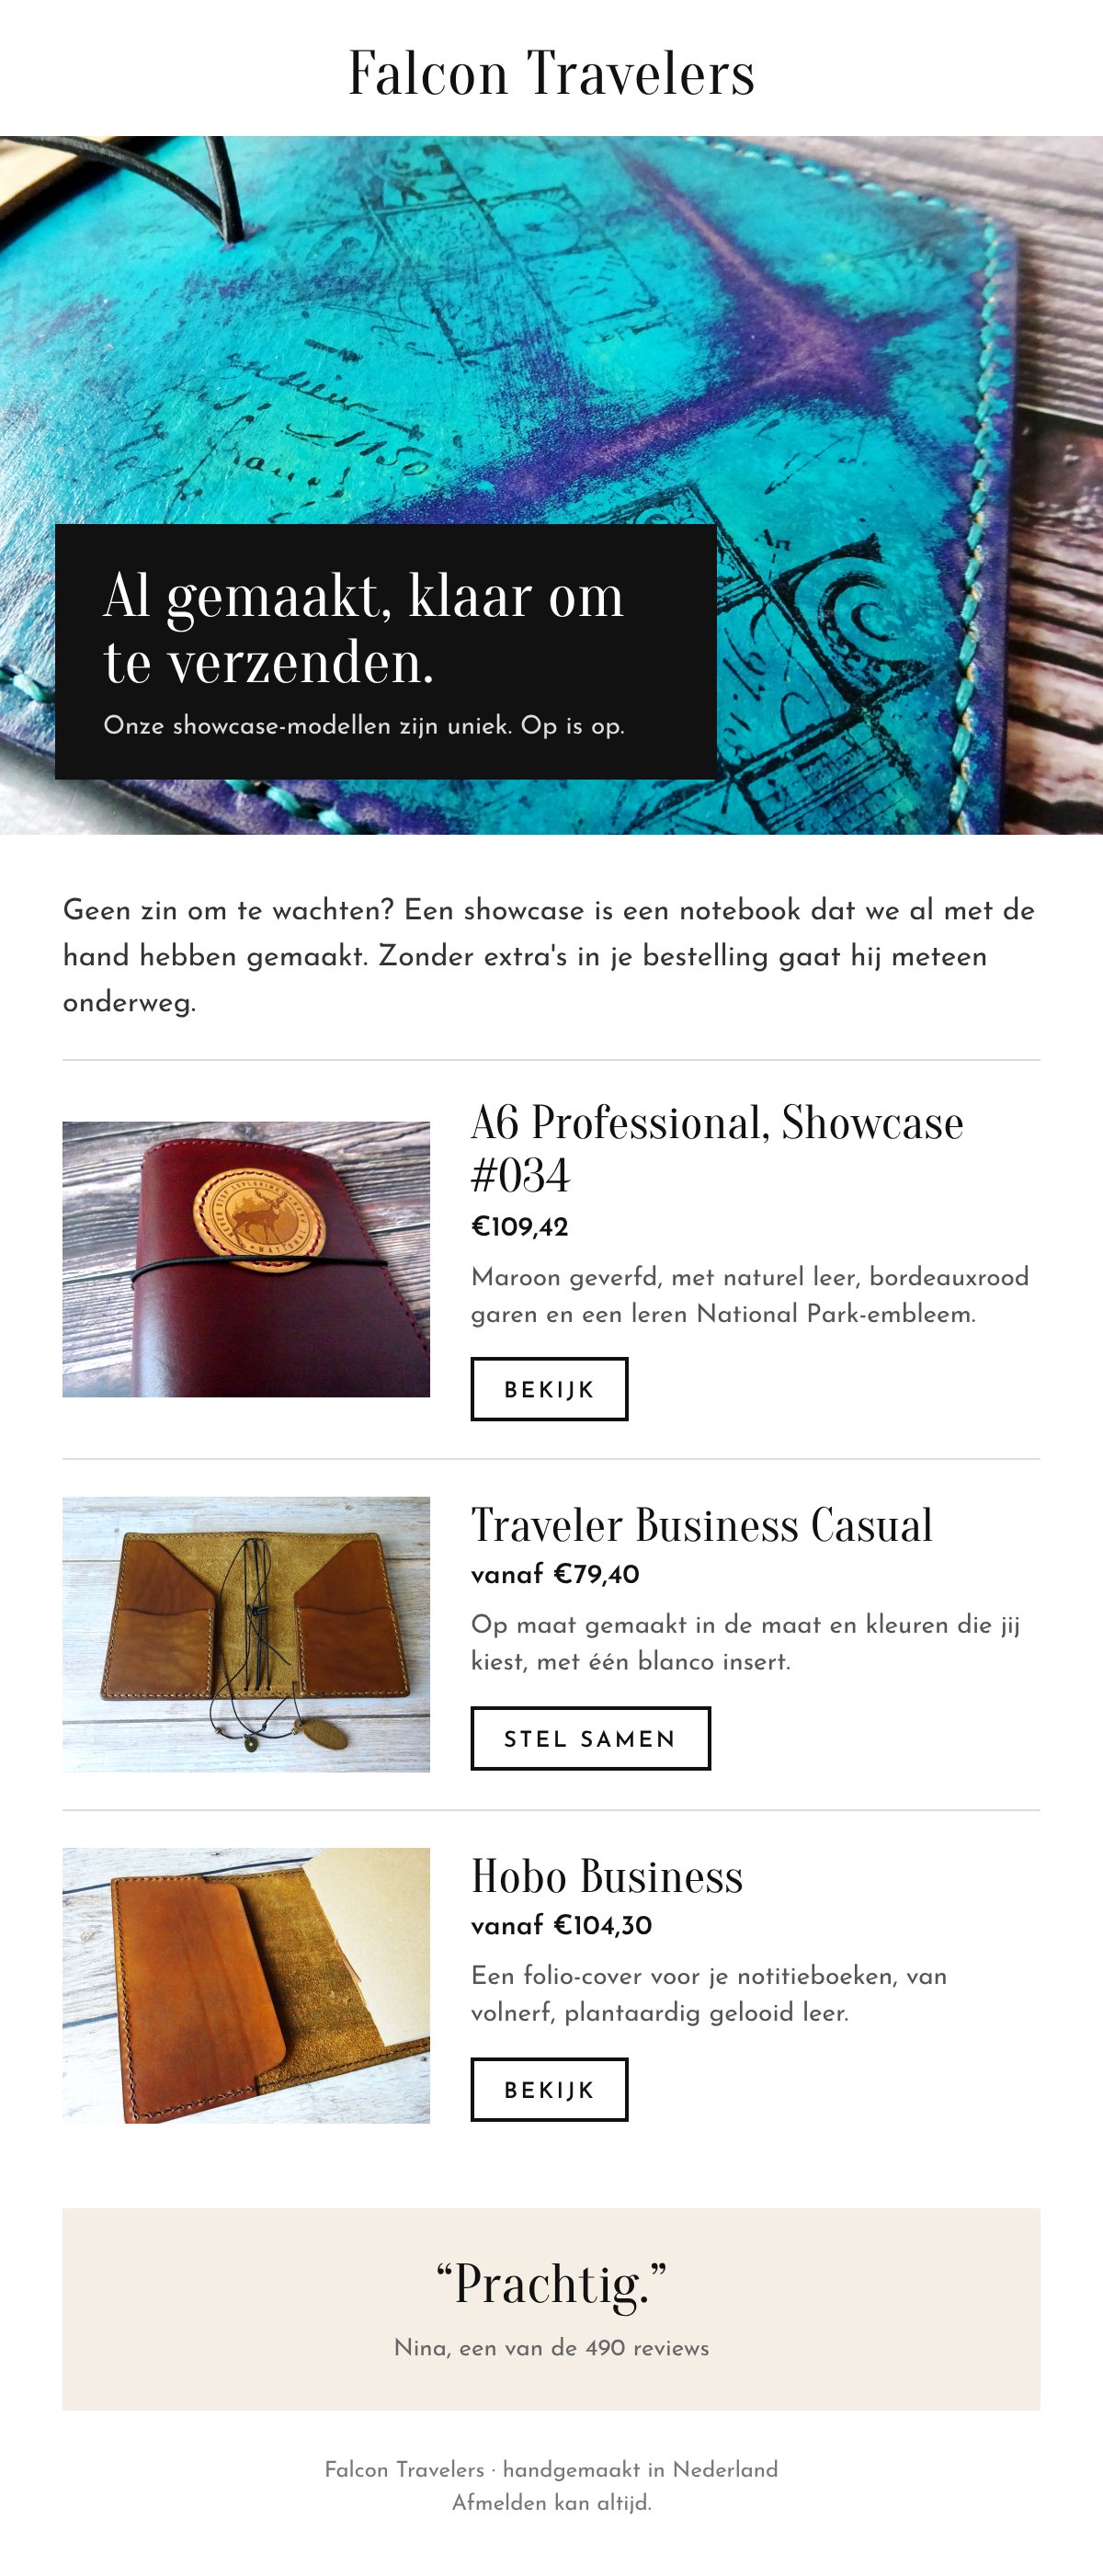 Falcon Travelers
Al gemaakt, klaar om
te verzenden.
Onze showcase-modellen zijn uniek. Op is op.
Geen zin om te wachten? Een showcase is een notebook dat we al met de
hand hebben gemaakt. Zonder extra's in je bestelling gaat hij meteen
onderweg.
A6 Professional, Showcase
#034
€109,42
Maroon geverfd, met naturel leer, bordeauxrood
garen en een leren National Park-embleem.
BEKIJK
Traveler Business Casual
vanaf €79,40
Op maat gemaakt in de maat en kleuren die jij
kiest, met één blanco insert.
STEL SAMEN
Hobo Business
vanaf €104,30
Een folio-cover voor je notitieboeken, van
volnerf, plantaardig gelooid leer.
BEKIJK
“Prachtig.”
Nina, een van de 490 reviews
Falcon Travelers · handgemaakt in Nederland
Afmelden kan altijd.